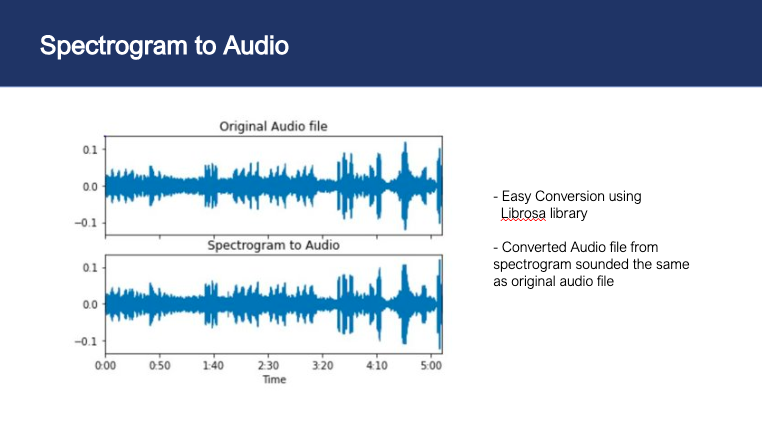 Spectrogram to Audio
Original Audio file
0.1
0.0
−0.1
Spectrogram to Audio
0.1
0.0
−0.1
0:00 0:50 1:40 2:30 3:20 4:10 5:00
Time
- Easy Conversion using
Librosa library
- Converted Audio file from
spectrogram sounded the same
as original audio file